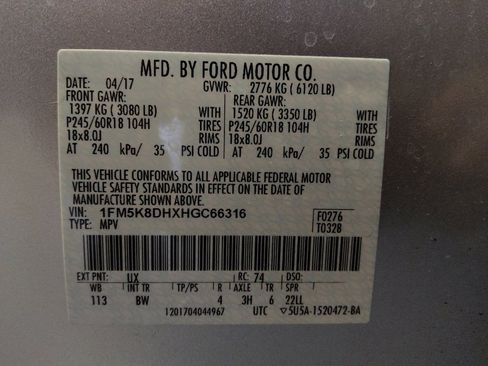 MFD. BY FORD MOTOR CO.
DATE: 04/17 GVWR: 2776 KG ( 6120 LB)
FRONT GAWR: REAR GAWR:
1397 KG ( 3080 LB) WITH 1520 KG ( 3350 LB) WITH
P245/60R18 104H TIRES P245/60R18 104H TIRES
18x8.0J RIMS 18x8.0J RIMS
AT 240 kPa/ 35 PSI COLD AT 240 kPa/ 35 PSI COLD
THIS VEHICLE CONFORMS TO ALL APPLICABLE FEDERAL MOTOR
VEHICLE SAFETY STANDARDS IN EFFECT ON THE DATE OF
MANUFACTURE SHOWN ABOVE.
VIN: 1FM5K8DHXHGC66316 F0276
TYPE: MPV T0328
EXT PNT: UX RC: 74 DSO:
WB INT TR TP/PS R AXLE TR SPR
113 BW 4 3H 6 22LL
1201704044967 UTC ▽5U5A-1520472-BA